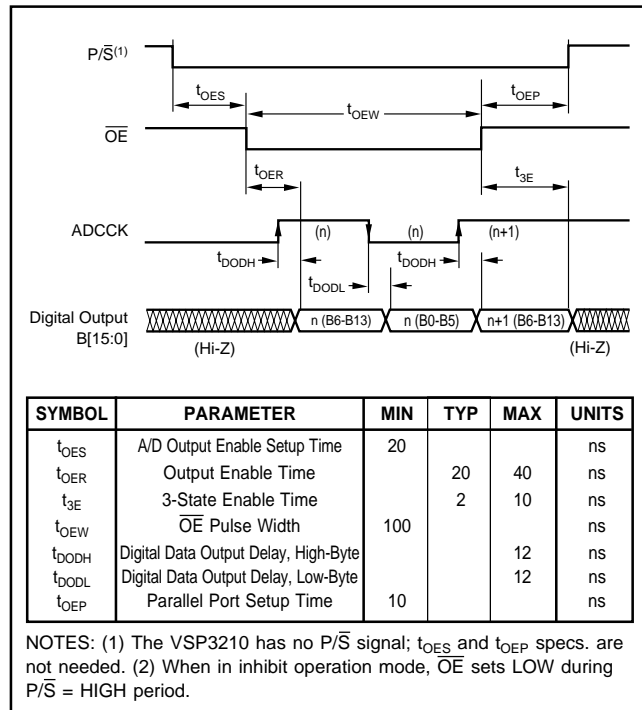 P/S̅(1)
tOES
tOEW
tOEP
O̅E̅
tOER
t3E
ADCCK
(n)
(n)
(n+1)
tDODH
tDODL
tDODH
Digital Output
B[15:0]
n (B6-B13)
n (B0-B5)
n+1 (B6-B13)
(Hi-Z)
(Hi-Z)
SYMBOL PARAMETER MIN TYP MAX UNITS
tOES A/D Output Enable Setup Time 20 ns
tOER Output Enable Time 20 40 ns
t3E 3-State Enable Time 2 10 ns
tOEW O̅E̅ Pulse Width 100 ns
tDODH Digital Data Output Delay, High-Byte 12 ns
tDODL Digital Data Output Delay, Low-Byte 12 ns
tOEP Parallel Port Setup Time 10 ns
NOTES: (1) The VSP3210 has no P/S̅ signal; tOES and tOEP specs. are
not needed. (2) When in inhibit operation mode, O̅E̅ sets LOW during
P/S̅ = HIGH period.